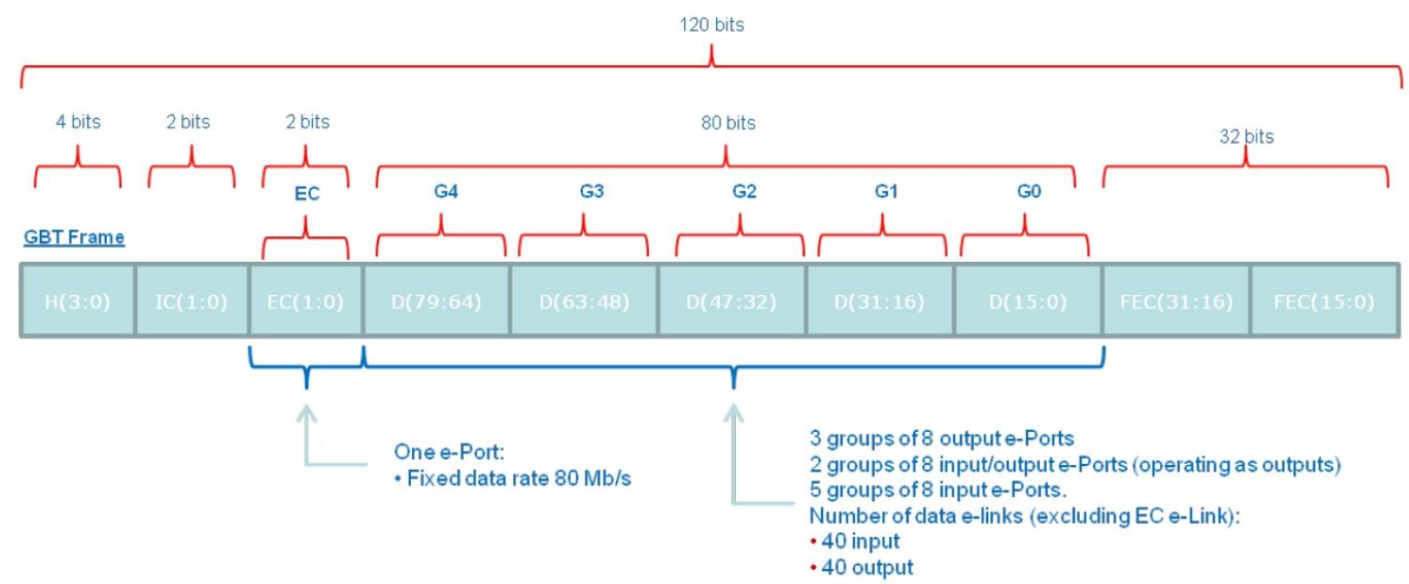 120 bits
4 bits 2 bits 2 bits 80 bits 32 bits
EC G4 G3 G2 G1 G0
GBT Frame
H(3:0) IC(1:0) EC(1:0) D(79:64) D(63:48) D(47:32) D(31:16) D(15:0) FEC(31:16) FEC(15:0)
One e-Port:
• Fixed data rate 80 Mb/s
3 groups of 8 output e-Ports
2 groups of 8 input/output e-Ports (operating as outputs)
5 groups of 8 input e-Ports.
Number of data e-links (excluding EC e-Link):
• 40 input
• 40 output